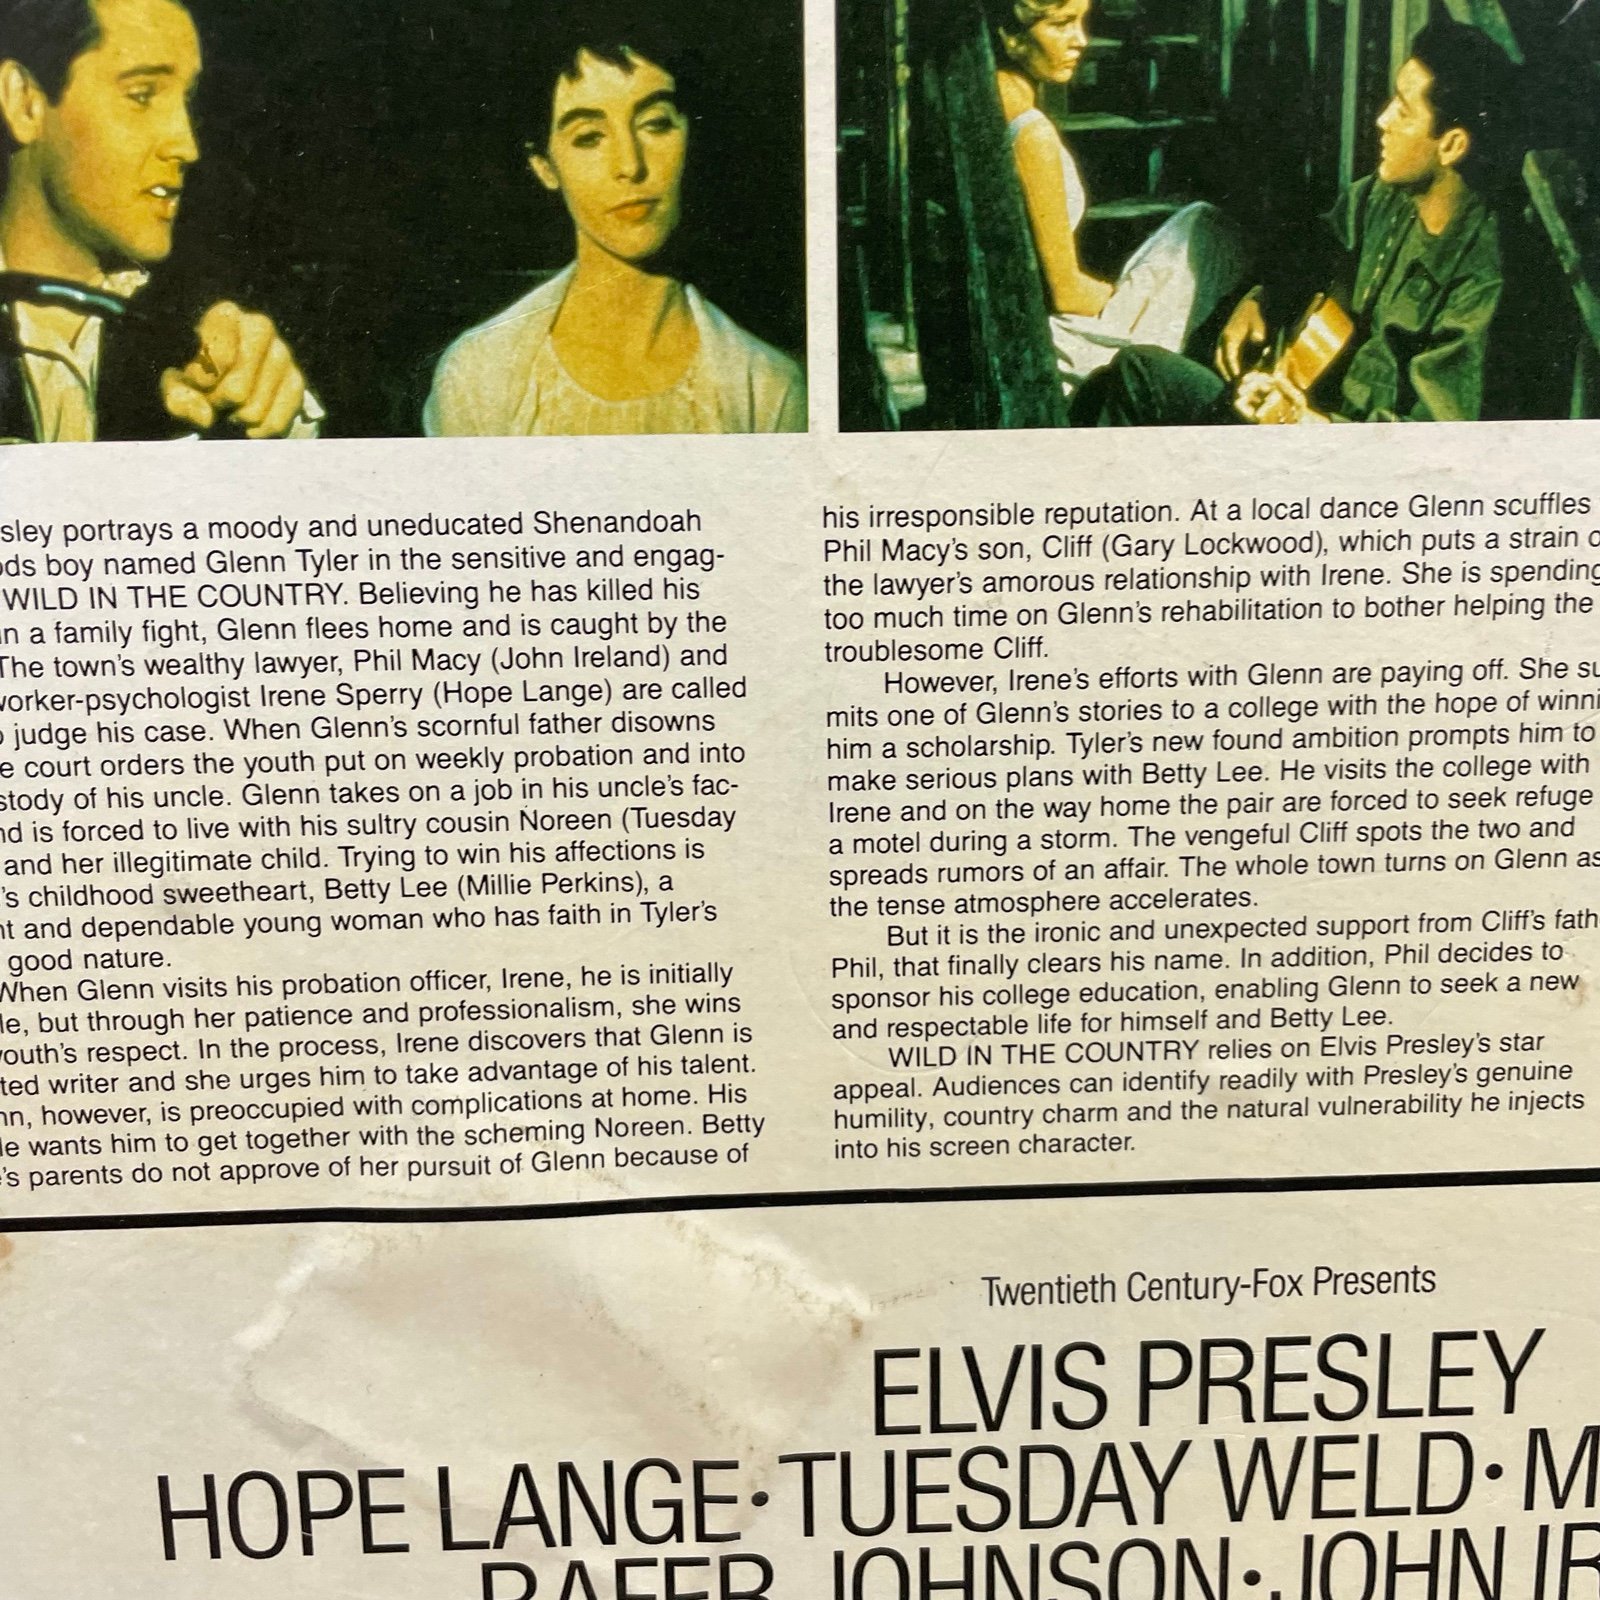 sley portrays a moody and uneducated Shenandoah
ods boy named Glenn Tyler in the sensitive and engag-
WILD IN THE COUNTRY. Believing he has killed his
in a family fight, Glenn flees home and is caught by the
The town's wealthy lawyer, Phil Macy (John Ireland) and
worker-psychologist Irene Sperry (Hope Lange) are called
o judge his case. When Glenn's scornful father disowns
e court orders the youth put on weekly probation and into
stody of his uncle. Glenn takes on a job in his uncle's fac-
nd is forced to live with his sultry cousin Noreen (Tuesday
and her illegitimate child. Trying to win his affections is
's childhood sweetheart, Betty Lee (Millie Perkins), a
nt and dependable young woman who has faith in Tyler's
good nature.
When Glenn visits his probation officer, Irene, he is initially
le, but through her patience and professionalism, she wins
youth's respect. In the process, Irene discovers that Glenn is
ted writer and she urges him to take advantage of his talent.
nn, however, is preoccupied with complications at home. His
le wants him to get together with the scheming Noreen. Betty
e's parents do not approve of her pursuit of Glenn because of
his irresponsible reputation. At a local dance Glenn scuffles
Phil Macy's son, Cliff (Gary Lockwood), which puts a strain o
the lawyer's amorous relationship with Irene. She is spending
too much time on Glenn's rehabilitation to bother helping the
troublesome Cliff.
However, Irene's efforts with Glenn are paying off. She su
mits one of Glenn's stories to a college with the hope of winni
him a scholarship. Tyler's new found ambition prompts him to
make serious plans with Betty Lee. He visits the college with
Irene and on the way home the pair are forced to seek refuge
a motel during a storm. The vengeful Cliff spots the two and
spreads rumors of an affair. The whole town turns on Glenn as
the tense atmosphere accelerates.
But it is the ironic and unexpected support from Cliff's fath
Phil, that finally clears his name. In addition, Phil decides to
sponsor his college education, enabling Glenn to seek a new
and respectable life for himself and Betty Lee.
WILD IN THE COUNTRY relies on Elvis Presley's star
appeal. Audiences can identify readily with Presley's genuine
humility, country charm and the natural vulnerability he injects
into his screen character.
Twentieth Century-Fox Presents
ELVIS PRESLEY
HOPE LANGE·TUESDAY WELD·M
RAFER JOHNSON·JOHN IR